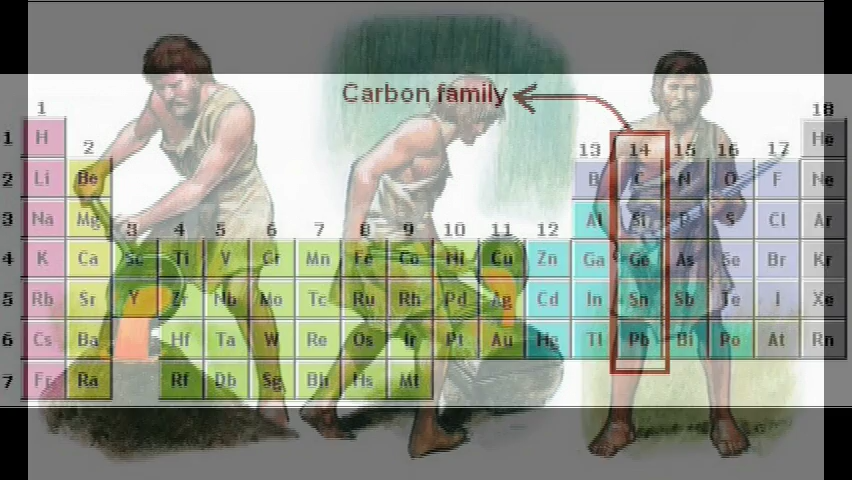 Carbon family
1 18
2 13 14 15 16 17
3 4 5 6 7 8 9 10 11 12
1 H He
2 Li Be B C N O F Ne
3 Na Mg Al Si P S Cl Ar
4 K Ca Sc Ti V Cr Mn Fe Co Ni Cu Zn Ga Ge As Se Br Kr
5 Rb Sr Y Zr Nb Mo Tc Ru Rh Pd Ag Cd In Sn Sb Te I Xe
6 Cs Ba Hf Ta W Re Os Ir Pt Au Hg Tl Pb Bi Po At Rn
7 Fr Ra Rf Db Sg Bh Hs Mt